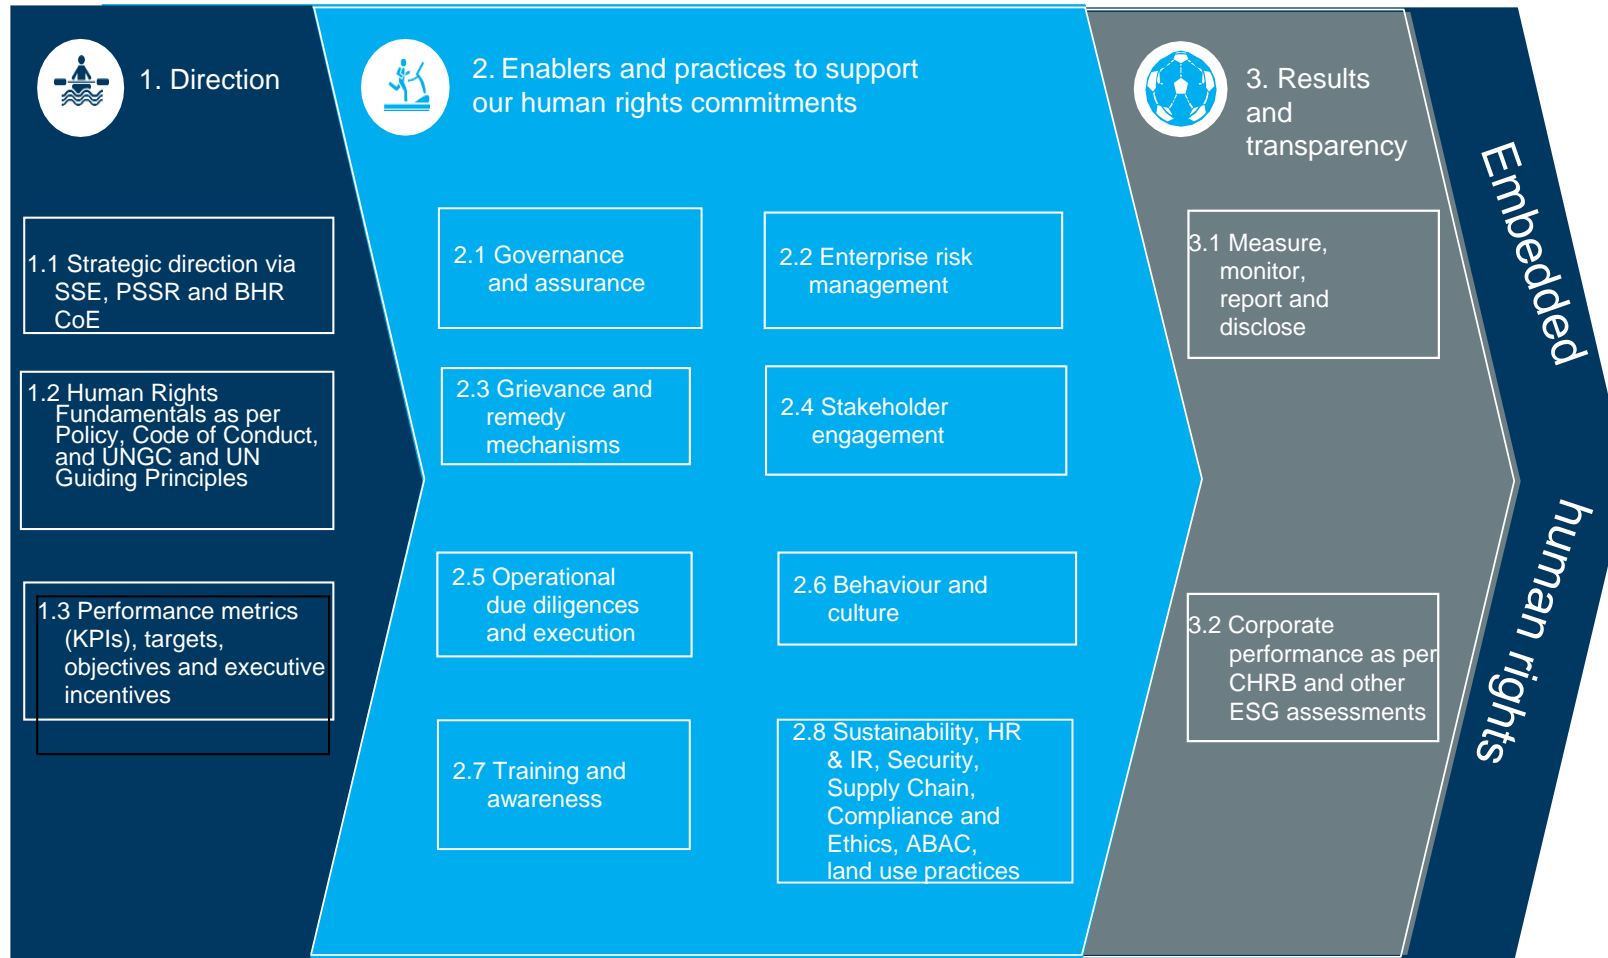 1. Direction
1.1 Strategic direction via
SSE, PSSR and BHR
CoE
1.2 Human Rights
Fundamentals as per
Policy, Code of Conduct,
and UNGC and UN
Guiding Principles
1.3 Performance metrics
(KPIs), targets,
objectives and executive
incentives
2. Enablers and practices to support
our human rights commitments
2.1 Governance
and assurance
2.2 Enterprise risk
management
2.3 Grievance and
remedy
mechanisms
2.4 Stakeholder
engagement
2.5 Operational
due diligences
and execution
2.6 Behaviour and
culture
2.7 Training and
awareness
2.8 Sustainability, HR
& IR, Security,
Supply Chain,
Compliance and
Ethics, ABAC,
land use practices
3. Results
and
transparency
3.1 Measure,
monitor,
report and
disclose
3.2 Corporate
performance as per
CHRB and other
ESG assessments
Embedded
human rights